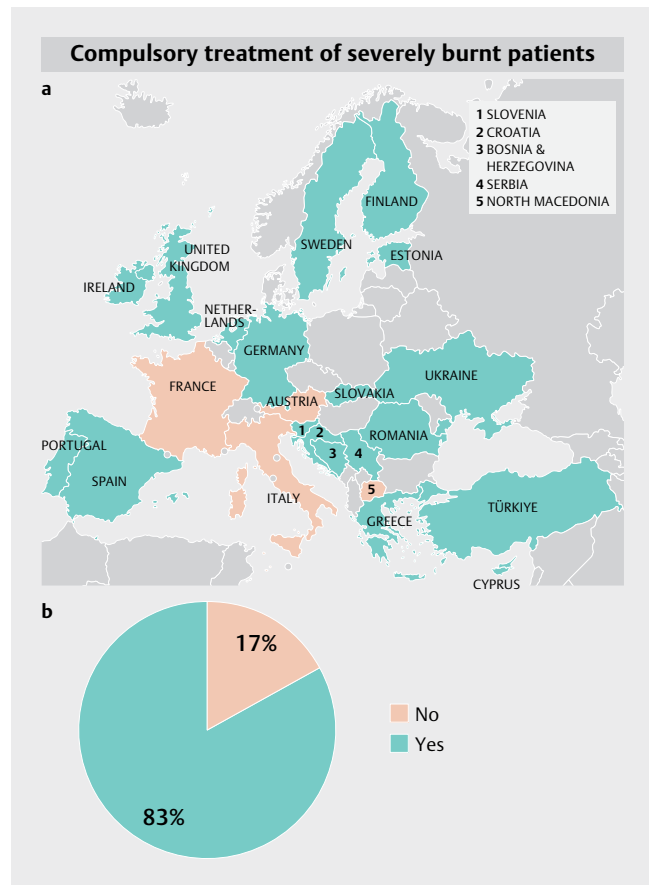 Compulsory treatment of severely burnt patients
a
1 SLOVENIA
2 CROATIA
3 BOSNIA &
HERZEGOVINA
4 SERBIA
5 NORTH MACEDONIA
FINLAND
SWEDEN
ESTONIA
UNITED
KINGDOM
IRELAND
NETHER-
LANDS
GERMANY
FRANCE
AUSTRIA
SLOVAKIA
UKRAINE
1
2
ROMANIA
3
4
PORTUGAL
SPAIN
ITALY
5
GREECE
TÜRKIYE
CYPRUS
b
17%
83%
No
Yes